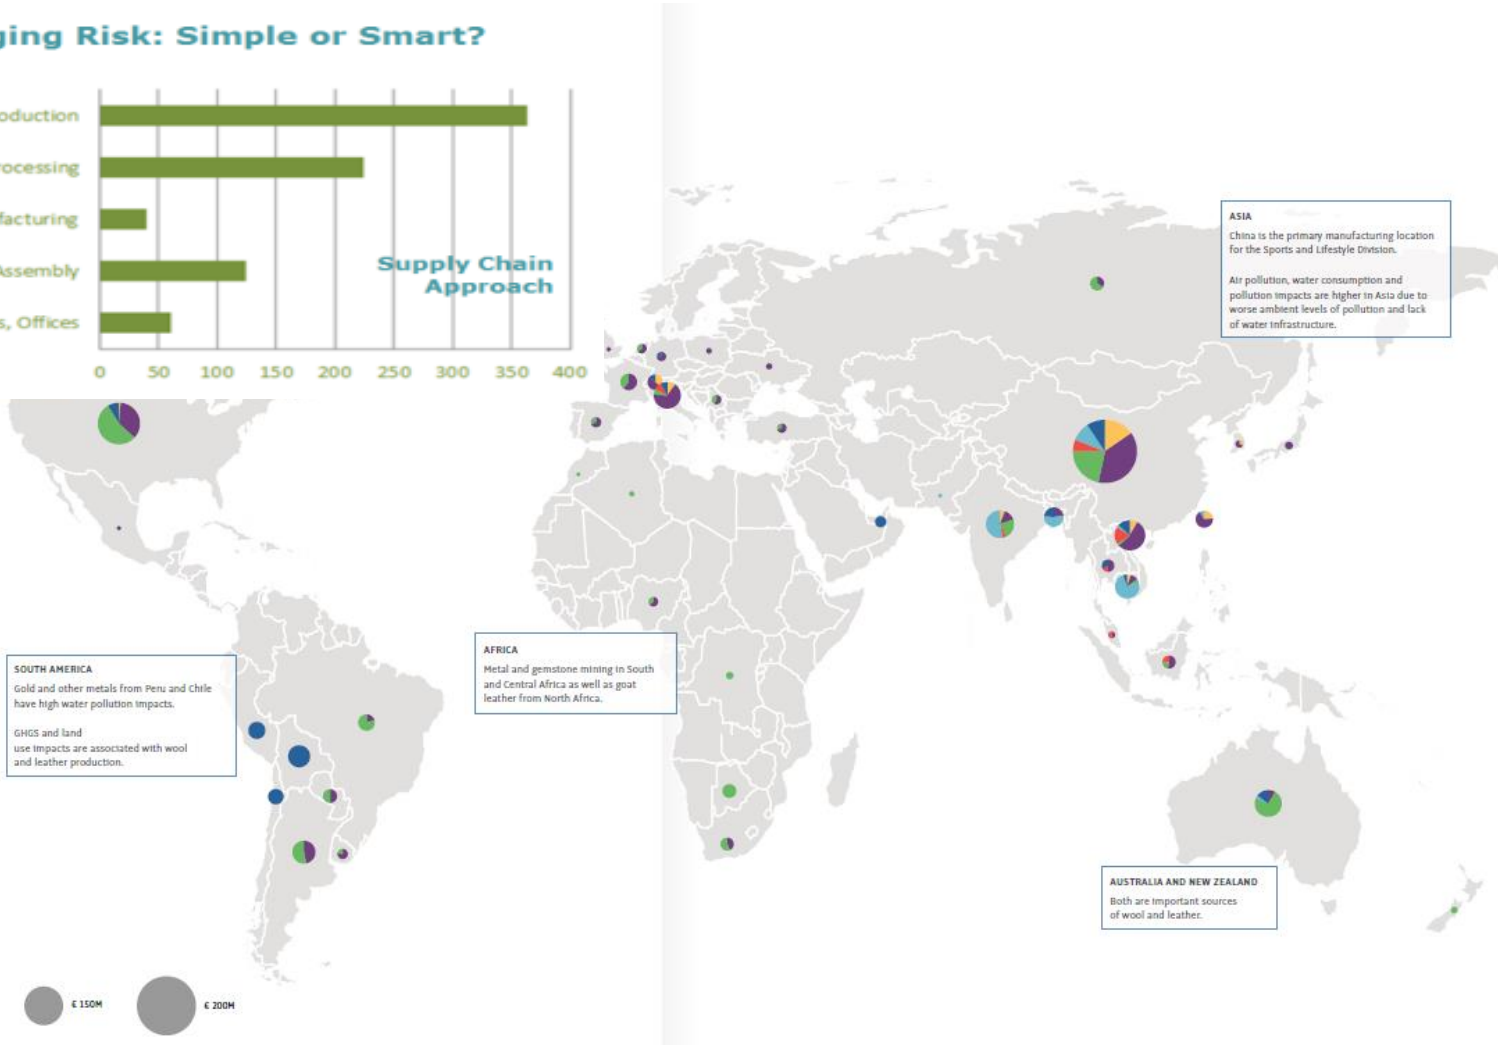 ging Risk: Simple or Smart?
oduction
ocessing
facturing
Assembly
s, Offices
Supply Chain
Approach
0 50 100 150 200 250 300 350 400
ASIA
China is the primary manufacturing location
for the Sports and Lifestyle Division.
Air pollution, water consumption and
pollution impacts are higher in Asia due to
worse ambient levels of pollution and lack
of water infrastructure.
SOUTH AMERICA
Gold and other metals from Peru and Chile
have high water pollution impacts.
GHGS and land
use impacts are associated with wool
and leather production.
AFRICA
Metal and gemstone mining in South
and Central Africa as well as goat
leather from North Africa.
AUSTRALIA AND NEW ZEALAND
Both are important sources
of wool and leather.
€ 150M
€ 200M